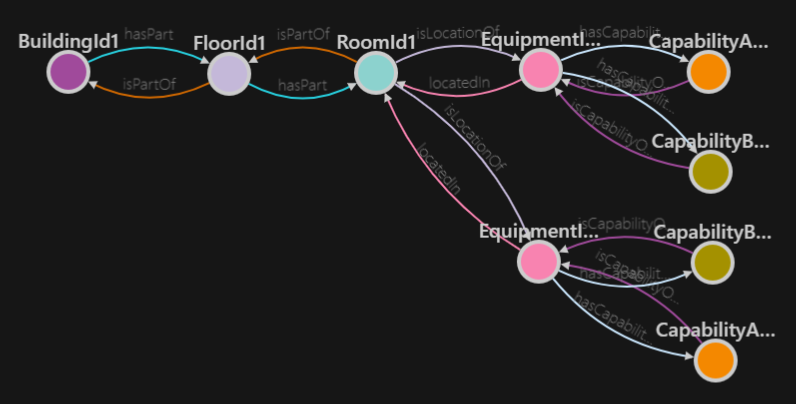 BuildingId1
hasPart
isPartOf
FloorId1
isPartOf
hasPart
RoomId1
isLocationOf
locatedIn
EquipmentI...
hasCapabilit...
isCapabilityO...
CapabilityA...
hasCapabilit...
isCapabilityO...
CapabilityB...
isLocationOf
locatedIn
EquipmentI...
isCapabilityO...
hasCapabilit...
CapabilityB...
isCapabilityO...
hasCapabilit...
CapabilityA...